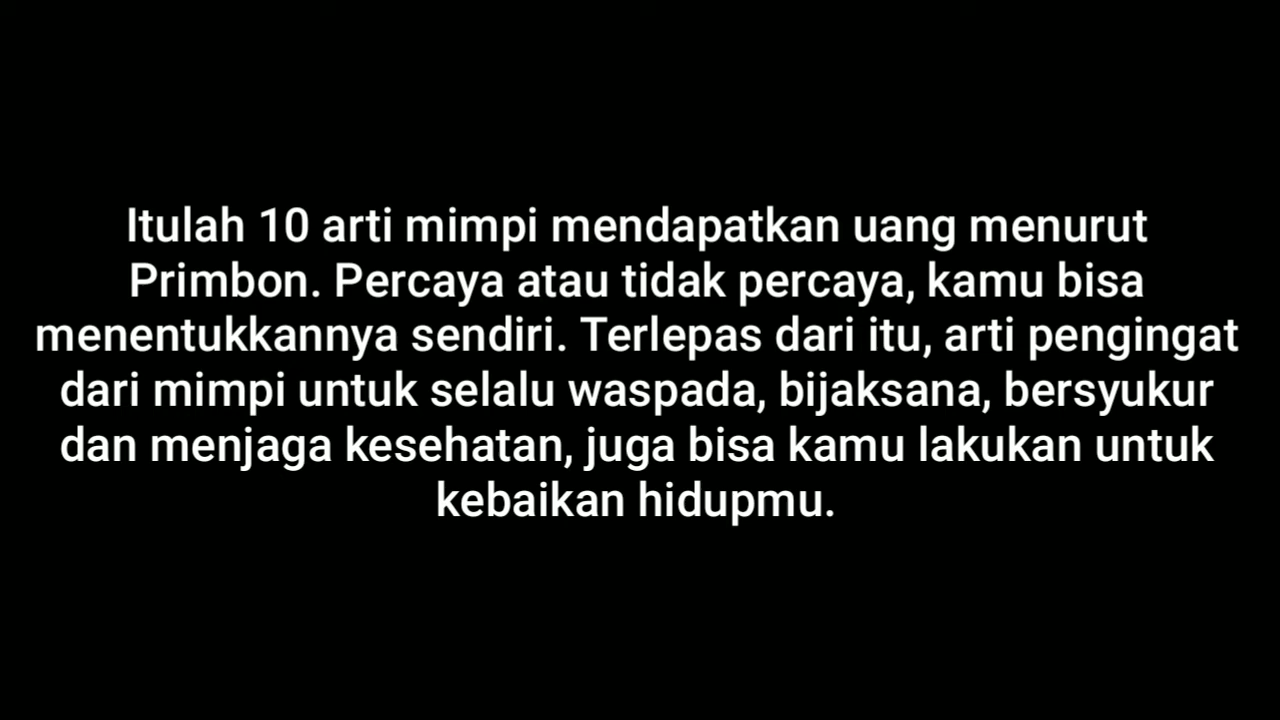 Itulah 10 arti mimpi mendapatkan uang menurut
Primbon. Percaya atau tidak percaya, kamu bisa
menentukkannya sendiri. Terlepas dari itu, arti pengingat
dari mimpi untuk selalu waspada, bijaksana, bersyukur
dan menjaga kesehatan, juga bisa kamu lakukan untuk
kebaikan hidupmu.